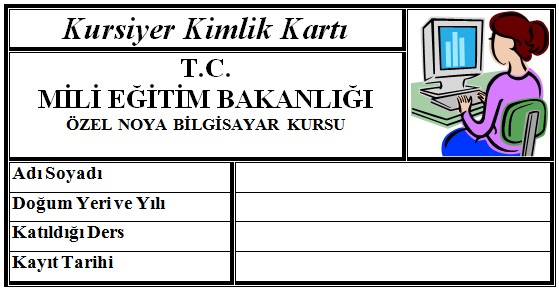 Kursiyer Kimlik Kartı
T.C.
MİLİ EĞİTİM BAKANLIĞI
ÖZEL NOYA BİLGİSAYAR KURSU
Adı Soyadı
Doğum Yeri ve Yılı
Katıldığı Ders
Kayıt Tarihi